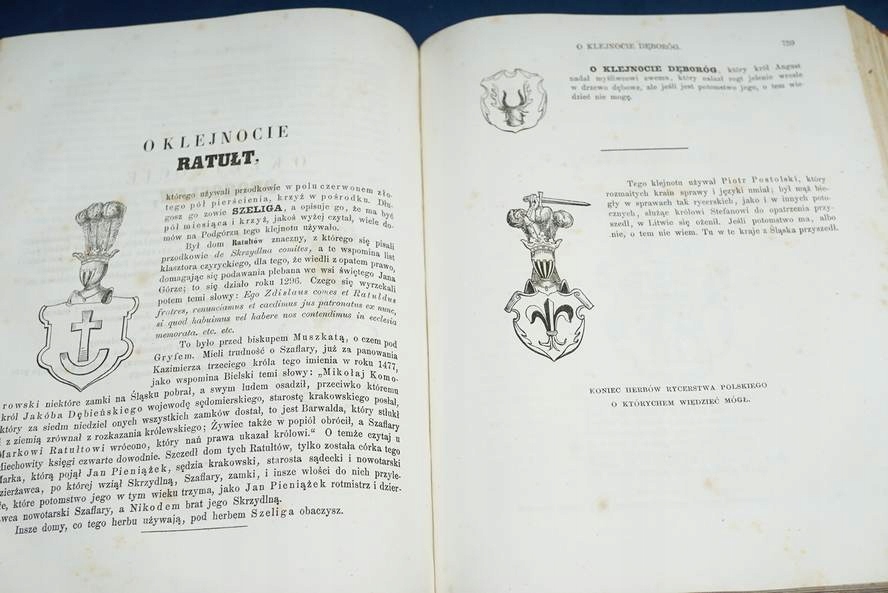 O KLEJNOCIE
RATUŁT,
którego używali przodkowie w polu czerwonem zło-
tego pół pierścienia, krzyż w pośrodku. Dłu-
gosz go zowie SZELIGA, a opisuje go, że ma być
pół miesiąca i krzyż, jakoś wyżej czytał, wiele do-
mów na Podgórzu tego klejnotu używało.
Był dom Ratułtów znaczny, z którego się pisali
przodkowie de Skrzydlna comites, a te wspomina list
klasztora czyryckiego, dla tego, że wiedli z opatem prawo,
domagając się podawania plebana we wsi świętego Jana
Górze; to się działo roku 1296. Czego się wyrzekali
potem temi słowy: Ego Zdislaus comes et Ratuldus
fratres, renunciamus et caedimus jus patronatus ex nunc,
si quod habuimus vel habere nos contendimus in ecclesia
memorata. etc. etc.
To było przed biskupem Muszkatą, o czem pod
Gryfem. Mieli trudność o Szaflary, już za panowania
Kazimierza trzeciego króla tego imienia w roku 1477,
jako wspomina Bielski temi słowy: „Mikołaj Komo-
rowski niektóre zamki na Śląsku pobrał, a swym ludem osadził, przeciwko któremu
król Jakóba Dębieńskiego wojewodę sędomierskiego, starostę krakowskiego posłał,
który za siedm niedziel onych wszystkich zamków dostał, to jest Barwalda, który stłukł
i z ziemią zrównał z rozkazania królewskiego; Żywiec także w popiół obrócił, a Szaflary
Markowi Ratułtowi wrócono, który nań prawa ukazał królowi.“ O temże czytaj u
Miechowity księgi czwarte dowodnie. Szczedł dom tych Ratułtów, tylko została córka tego
Marka, którą pojął Jan Pieniążek, sędzia krakowski, starosta sądecki i nowotarski
dzierżawca, po której wziął Skrzydlną, Szaflary, zamki, i insze włości do nich przyle-
łe, które potomstwo jego w tym wieku trzyma, jako Jan Pieniążek rotmistrz i dzier-
awca nowotarski Szaflary, a Nikodem brat jego Skrzydlną.
Insze domy, co tego herbu używają, pod herbem Szeliga obaczysz.
O KLEJNOCIE DĘBORÓG. 759
O KLEJNOCIE DĘBORÓG, który król August
nadał myśliwcowi swemu, który nalazł rogi jelenie wrosłe
w drzewo dębowe, ale jeśli jest potomstwo jego, o tem wie-
dzieć nie mogę.
Tego klejnotu używał Piotr Postolski, który
rozmaitych krain sprawy i języki umiał; był mąż bie-
gły w sprawach tak rycerskich, jako i w innych poto-
cznych, służąc królowi Stefanowi do opatrzenia przy-
szedł, w Litwie się ożenił. Jeśli potomstwo ma, albo
nie, o tem nie wiem. Tu w te kraje z Śląska przyszedł.
KONIEC HERBÓW RYCERSTWA POLSKIEGO
O KTÓRYCHEM WIEDZIEĆ MÓGŁ.